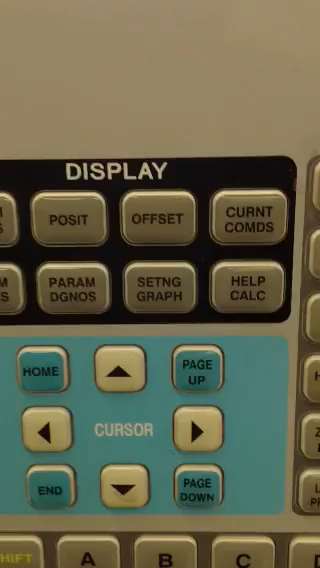 DISPLAY
POSIT
OFFSET
CURNT
COMDS
PARAM
DGNOS
SETNG
GRAPH
HELP
CALC
HOME
PAGE
UP
CURSOR
END
PAGE
DOWN
A
B
C